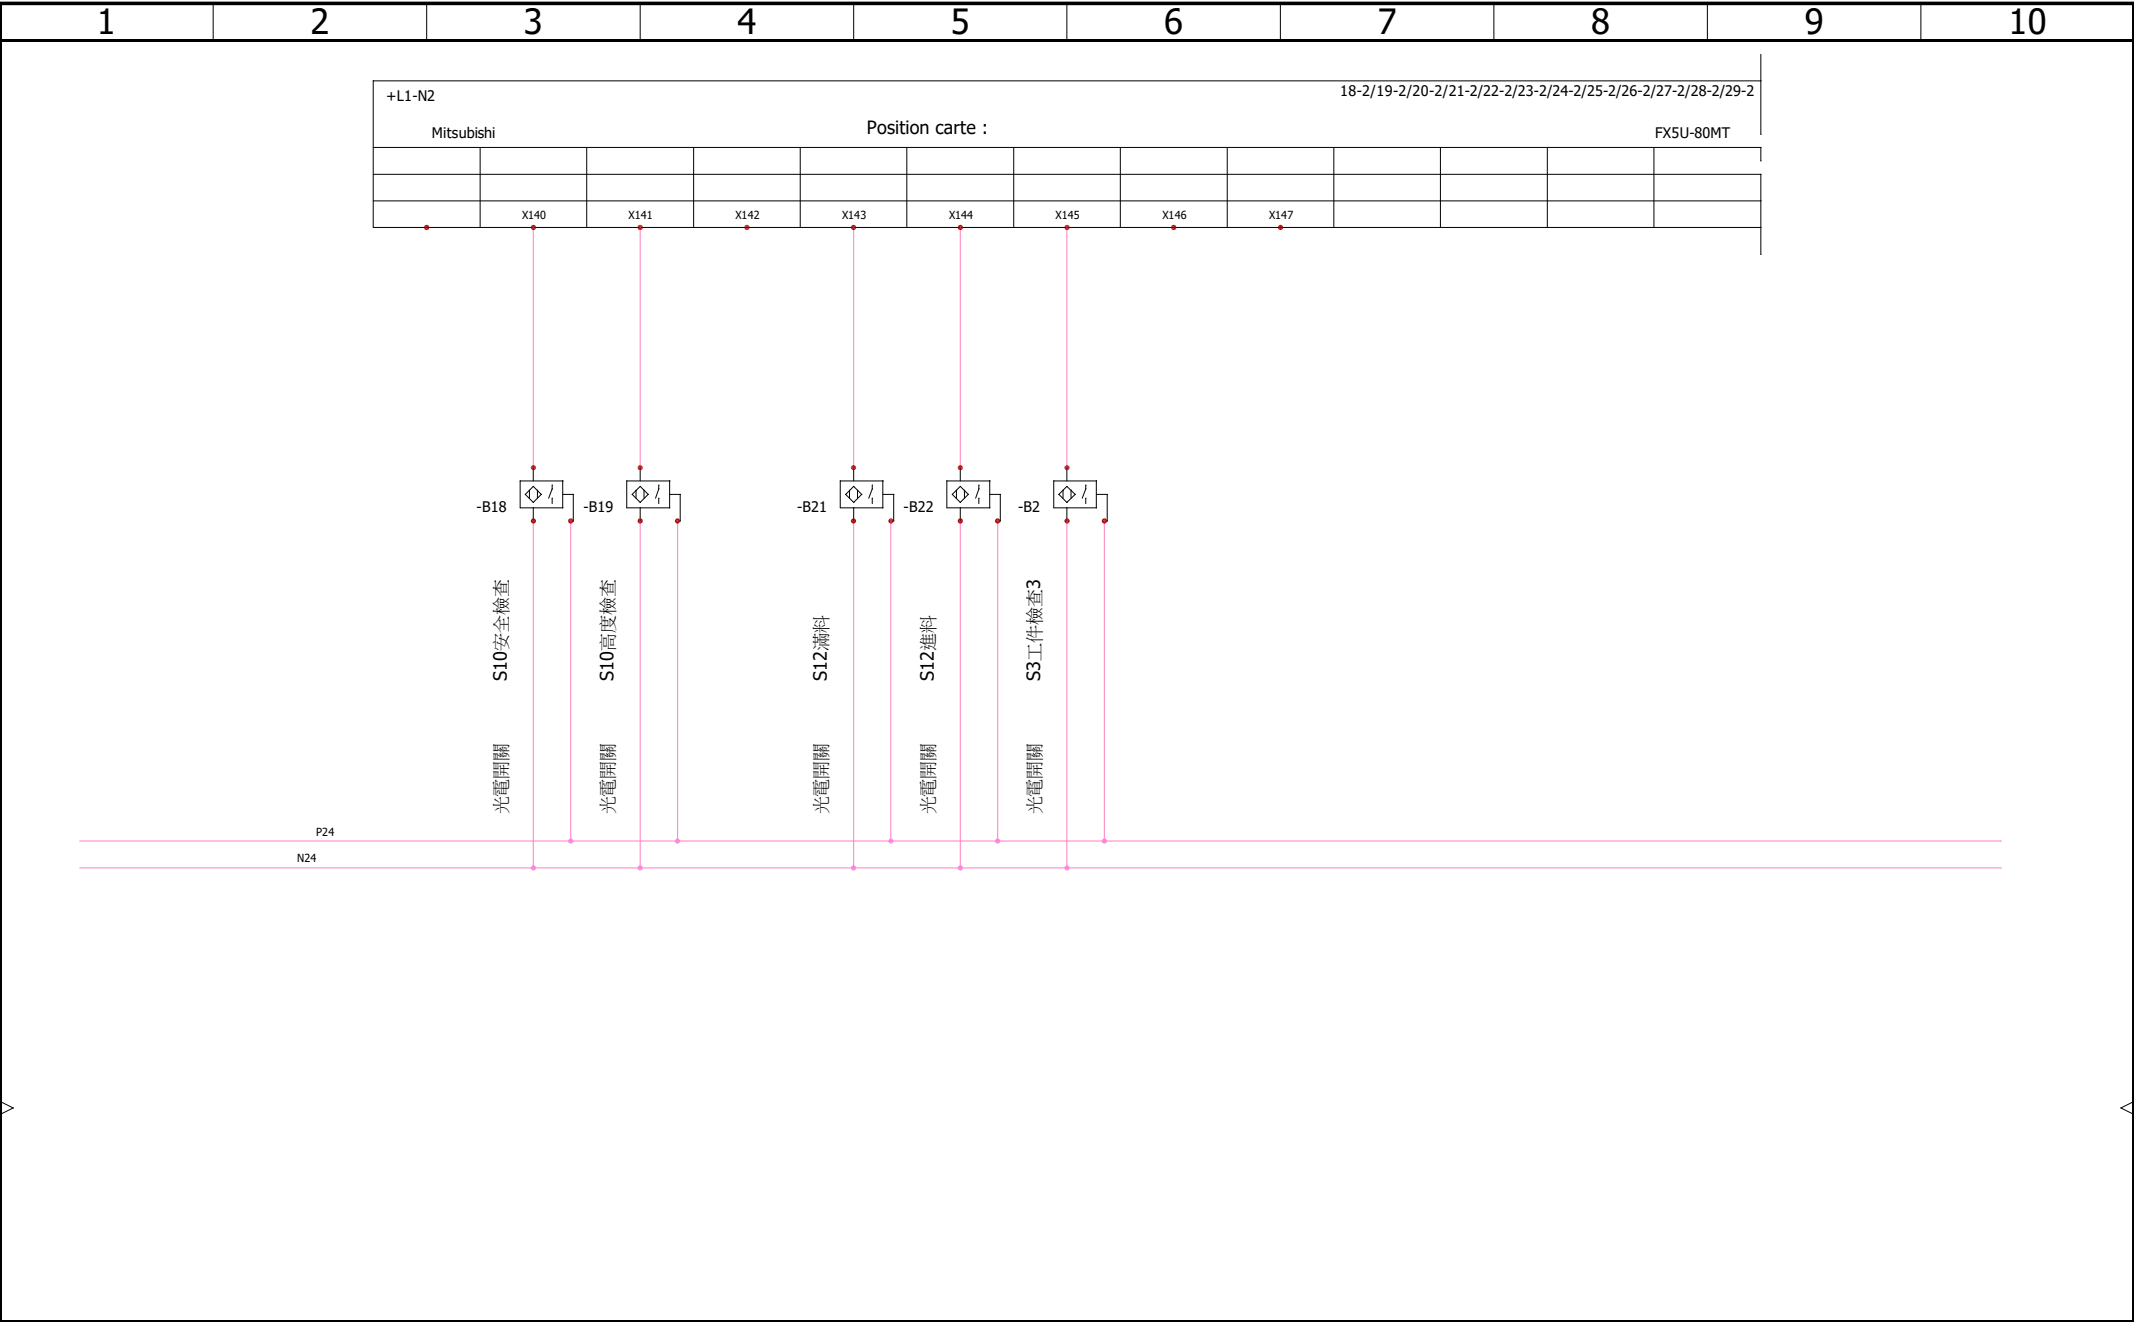 1 2 3 4 5 6 7 8 9 10
+L1-N2 18-2/19-2/20-2/21-2/22-2/23-2/24-2/25-2/26-2/27-2/28-2/29-2
Mitsubishi Position carte : FX5U-80MT
X140 X141 X142 X143 X144 X145 X146 X147
-B18 -B19 -B21 -B22 -B2
S10安全檢查
S10高度檢查
S12滿料
S12進料
S3工件檢查3
光電開關
光電開關
光電開關
光電開關
光電開關
P24
N24